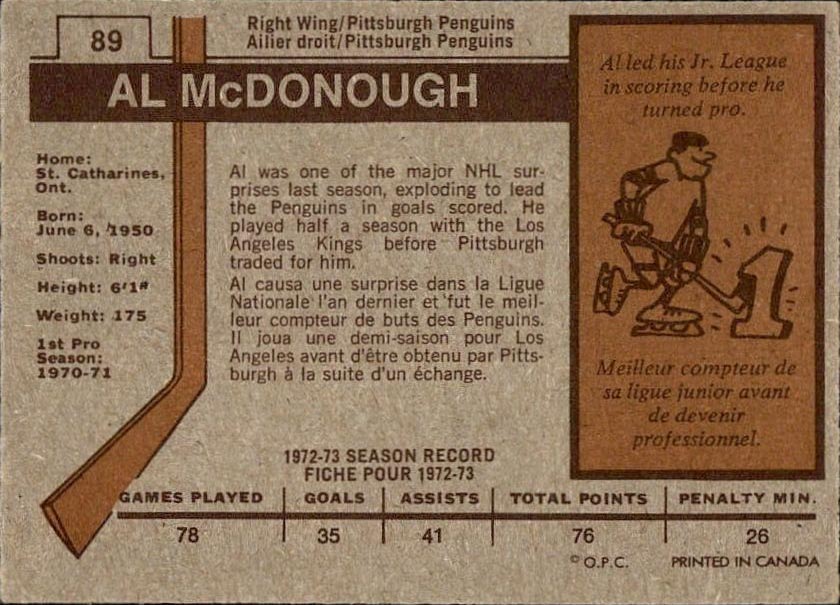 89
Right Wing/Pittsburgh Penguins
Ailier droit/Pittsburgh Penguins
AL McDONOUGH
Home:
St. Catharines,
Ont.
Born:
June 6, 1950
Shoots: Right
Height: 6'1"
Weight: 175
1st Pro
Season:
1970-71
Al was one of the major NHL sur-
prises last season, exploding to lead
the Penguins in goals scored. He
played half a season with the Los
Angeles Kings before Pittsburgh
traded for him.
Al causa une surprise dans la Ligue
Nationale l'an dernier et fut le meil-
leur compteur de buts des Penguins.
Il joua une demi-saison pour Los
Angeles avant d'être obtenu par Pitts-
burgh à la suite d'un échange.
Al led his Jr. League
in scoring before he
turned pro.
1
Meilleur compteur de
sa ligue junior avant
de devenir
professionnel.
1972-73 SEASON RECORD
FICHE POUR 1972-73
GAMES PLAYED GOALS ASSISTS TOTAL POINTS PENALTY MIN.
78 35 41 76 26
© O.P.C. PRINTED IN CANADA